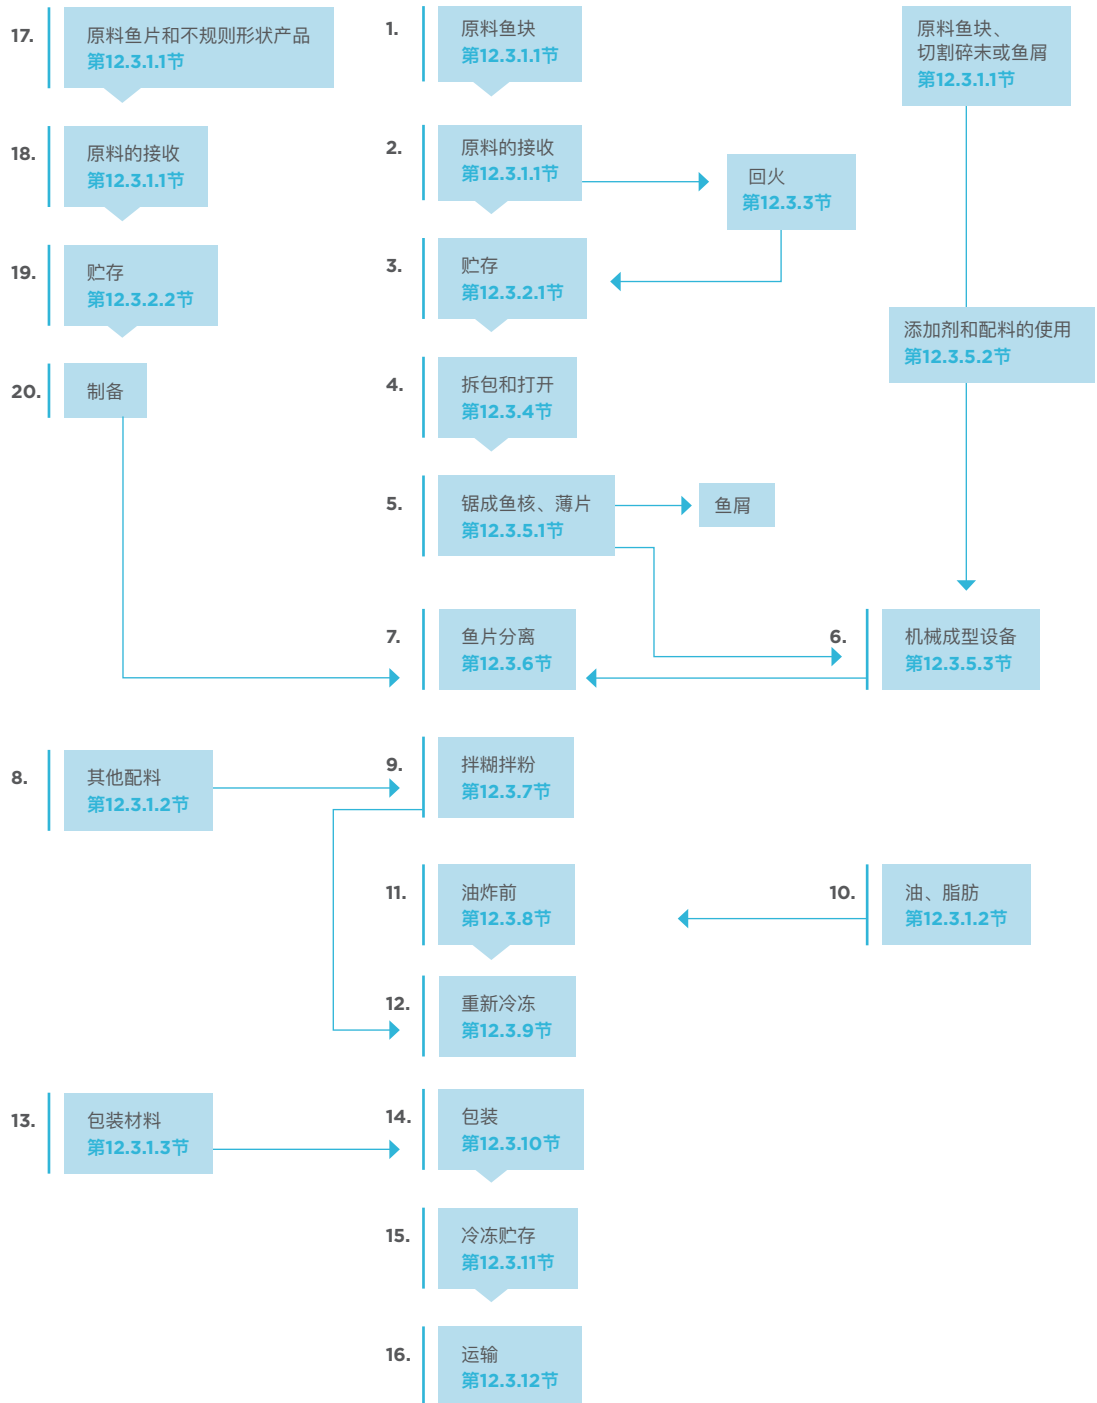 17.
原料鱼片和不规则形状产品
第12.3.1.1节
1.
原料鱼块
第12.3.1.1节
原料鱼块、
切割碎末或鱼屑
第12.3.1.1节
18.
原料的接收
第12.3.1.1节
2.
原料的接收
第12.3.1.1节
回火
第12.3.3节
19.
贮存
第12.3.2.2节
3.
贮存
第12.3.2.1节
添加剂和配料的使用
第12.3.5.2节
20.
制备
4.
拆包和打开
第12.3.4节
5.
锯成鱼核、薄片
第12.3.5.1节
鱼屑
7.
鱼片分离
第12.3.6节
6.
机械成型设备
第12.3.5.3节
8.
其他配料
第12.3.1.2节
9.
拌糊拌粉
第12.3.7节
11.
油炸前
第12.3.8节
10.
油、脂肪
第12.3.1.2节
12.
重新冷冻
第12.3.9节
13.
包装材料
第12.3.1.3节
14.
包装
第12.3.10节
15.
冷冻贮存
第12.3.11节
16.
运输
第12.3.12节